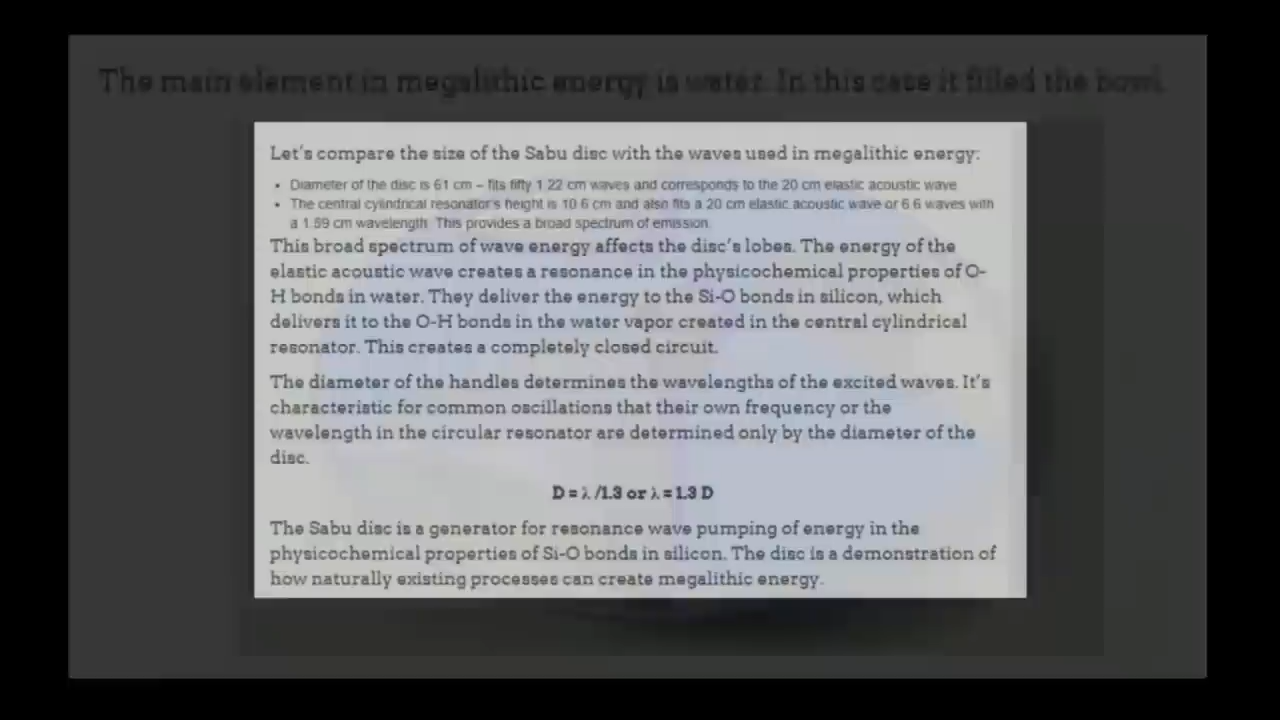 The main element in megalithic energy is water. In this case it filled the bowl.
Let's compare the size of the Sabu disc with the waves used in megalithic energy:
• Diameter of the disc is 61 cm – fits fifty 1.22 cm waves and corresponds to the 20 cm elastic acoustic wave
• The central cylindrical resonator's height is 10.6 cm and also fits a 20 cm elastic acoustic wave or 6.6 waves with
a 1.59 cm wavelength. This provides a broad spectrum of emission.
This broad spectrum of wave energy affects the disc's lobes. The energy of the
elastic acoustic wave creates a resonance in the physicochemical properties of O-
H bonds in water. They deliver the energy to the Si-O bonds in silicon, which
delivers it to the O-H bonds in the water vapor created in the central cylindrical
resonator. This creates a completely closed circuit.
The diameter of the handles determines the wavelengths of the excited waves. It's
characteristic for common oscillations that their own frequency or the
wavelength in the circular resonator are determined only by the diameter of the
disc.
D = λ /1.3 or λ = 1.3 D
The Sabu disc is a generator for resonance wave pumping of energy in the
physicochemical properties of Si-O bonds in silicon. The disc is a demonstration of
how naturally existing processes can create megalithic energy.